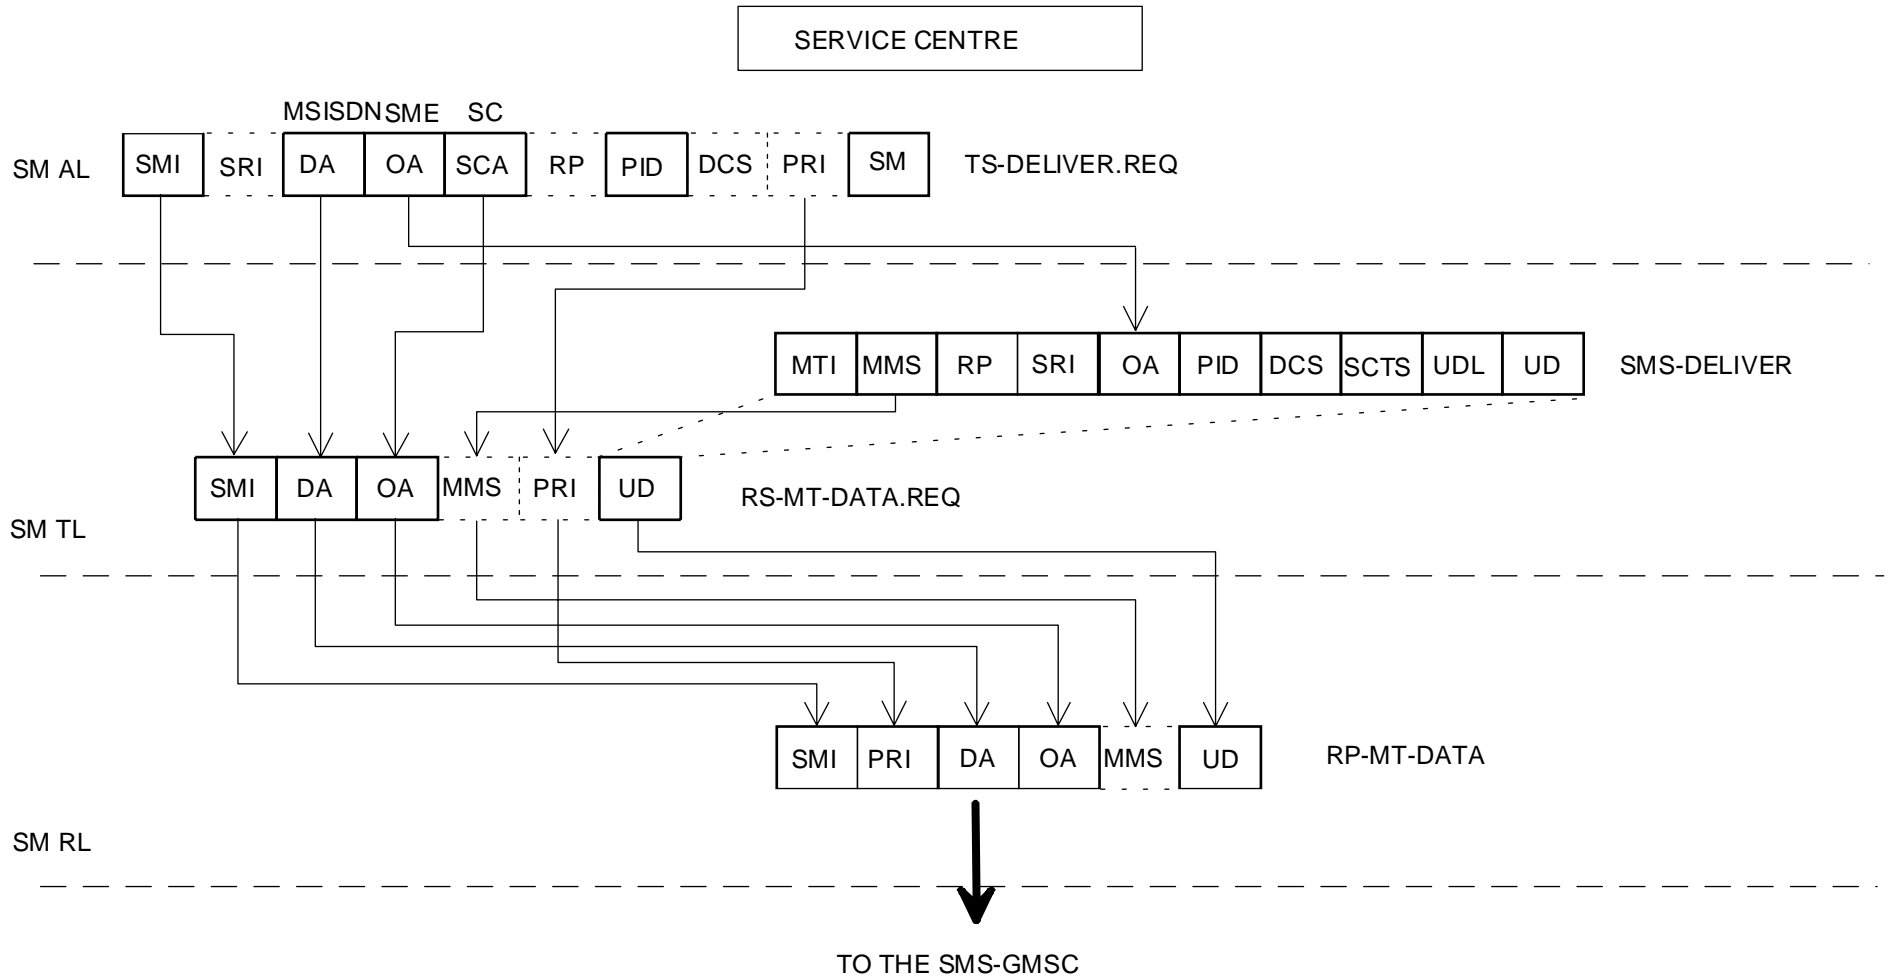 SERVICE CENTRE
MSISDN SME SC
SM AL SMI SRI DA OA SCA RP PID DCS PRI SM TS-DELIVER.REQ
MTI MMS RP SRI OA PID DCS SCTS UDL UD SMS-DELIVER
SMI DA OA MMS PRI UD RS-MT-DATA.REQ
SM TL
SMI PRI DA OA MMS UD RP-MT-DATA
SM RL
TO THE SMS-GMSC